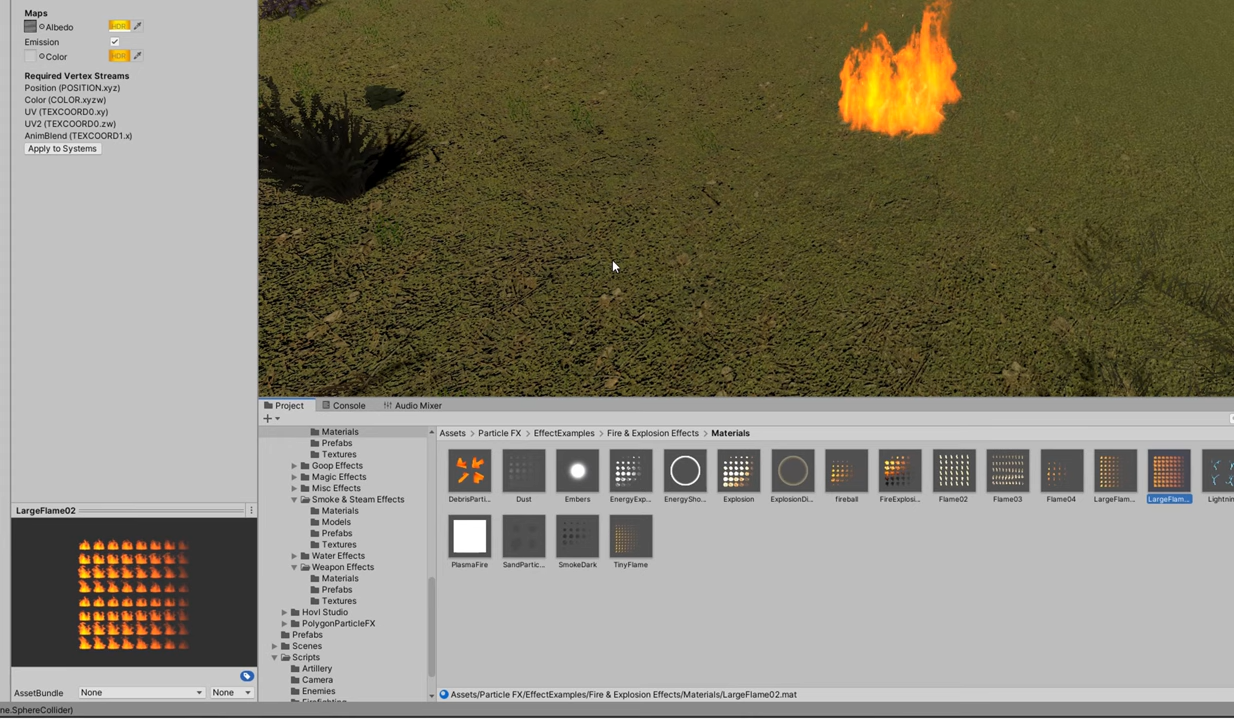 Maps
Albedo HDR
Emission
Color HDR
Required Vertex Streams
Position (POSITION.xyz)
Color (COLOR.xyzw)
UV (TEXCOORD0.xy)
UV2 (TEXCOORD0.zw)
AnimBlend (TEXCOORD1.x)
Apply to Systems
LargeFlame02
AssetBundle None None
ne.SphereCollider)
Project Console Audio Mixer
Materials
Prefabs
Textures
Goop Effects
Magic Effects
Misc Effects
Smoke & Steam Effects
Materials
Models
Prefabs
Textures
Water Effects
Weapon Effects
Materials
Prefabs
Textures
Hovl Studio
PolygonParticleFX
Prefabs
Scenes
Scripts
Artillery
Camera
Enemies
Assets > Particle FX > EffectExamples > Fire & Explosion Effects > Materials
DebrisParti... Dust Embers EnergyExp... EnergySho... Explosion ExplosionDi... fireball FireExplosi... Flame02 Flame03 Flame04 LargeFlam... LargeFlam... Lightnin
PlasmaFire SandPartic... SmokeDark TinyFlame
Assets/Particle FX/EffectExamples/Fire & Explosion Effects/Materials/LargeFlame02.mat